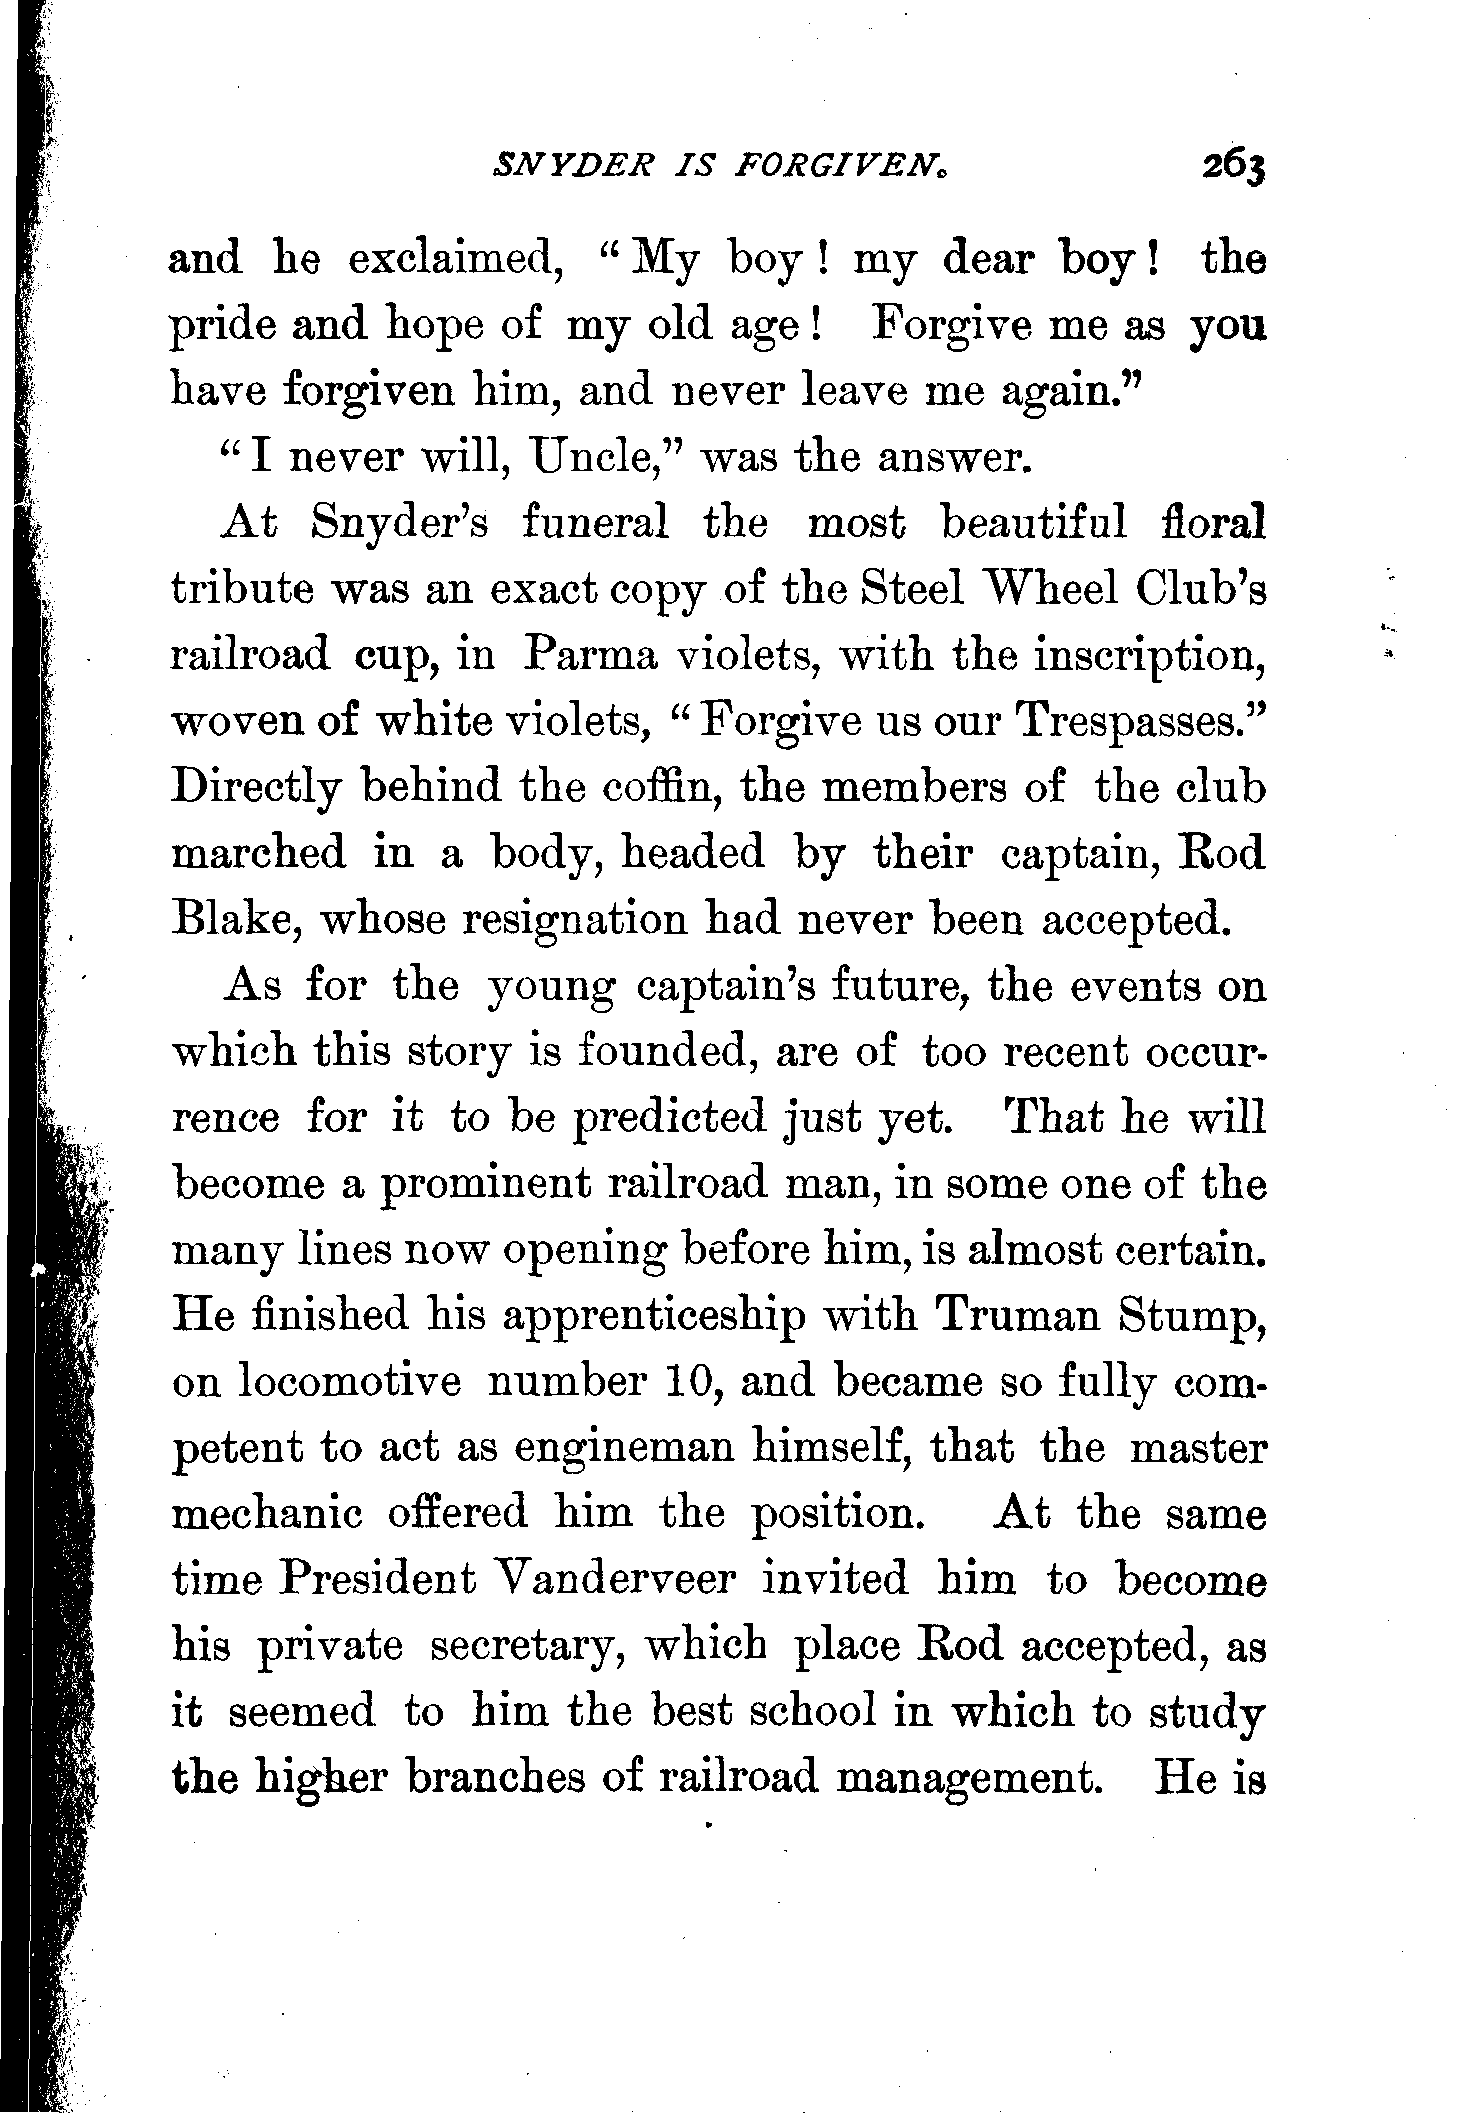 SNYDER IS FORGIVEN. 263
and he exclaimed, “ My boy ! my dear boy ! the
pride and hope of my old age ! Forgive me as you
have forgiven him, and never leave me again.”
“ I never will, Uncle,” was the answer.
At Snyder’s funeral the most beautiful floral
tribute was an exact copy of the Steel Wheel Club’s
railroad cup, in Parma violets, with the inscription,
woven of white violets, “ Forgive us our Trespasses.”
Directly behind the coffin, the members of the club
marched in a body, headed by their captain, Rod
Blake, whose resignation had never been accepted.
As for the young captain’s future, the events on
which this story is founded, are of too recent occur-
rence for it to be predicted just yet. That he will
become a prominent railroad man, in some one of the
many lines now opening before him, is almost certain.
He finished his apprenticeship with Truman Stump,
on locomotive number 10, and became so fully com-
petent to act as engineman himself, that the master
mechanic offered him the position. At the same
time President Vanderveer invited him to become
his private secretary, which place Rod accepted, as
it seemed to him the best school in which to study
the higher branches of railroad management. He is